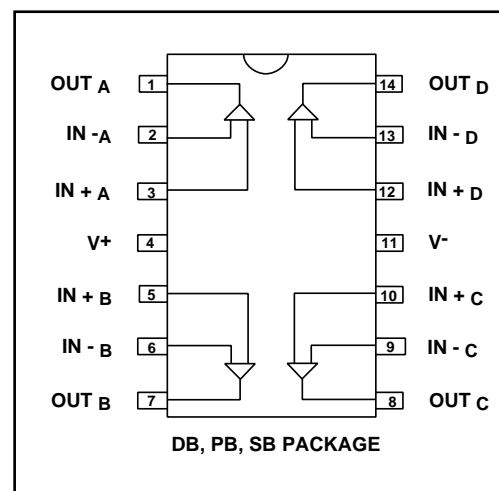 OUT A 1 14 OUT D
IN -A 2 13 IN - D
IN + A 3 12 IN + D
V+ 4 11 V-
IN + B 5 10 IN + C
IN - B 6 9 IN - C
OUT B 7 8 OUT C
DB, PB, SB PACKAGE